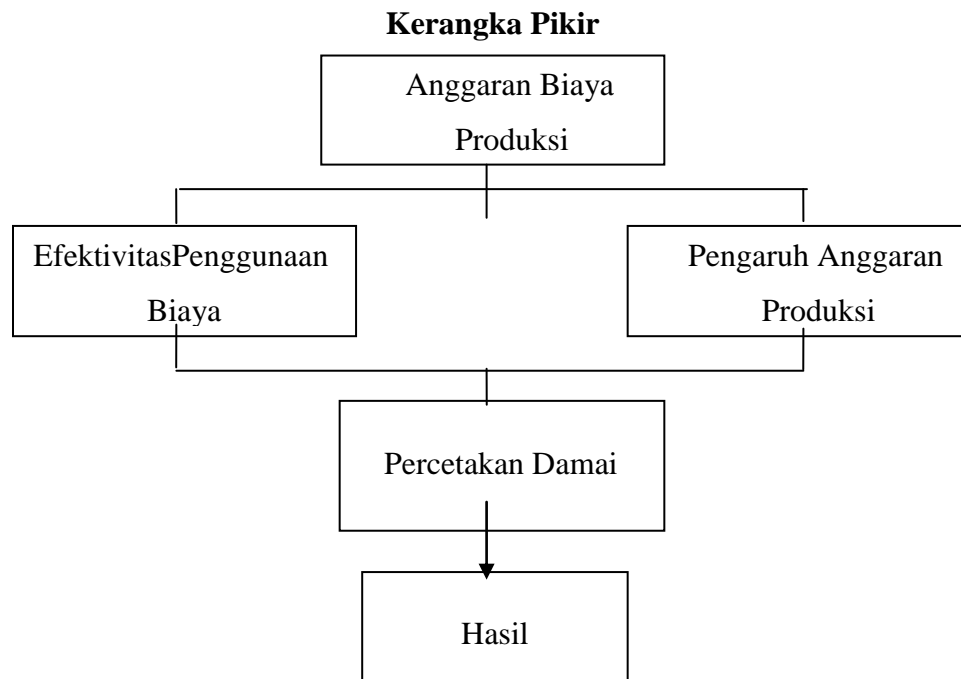 Kerangka Pikir
Anggaran Biaya
Produksi
EfektivitasPenggunaan
Biaya
Pengaruh Anggaran
Produksi
Percetakan Damai
Hasil